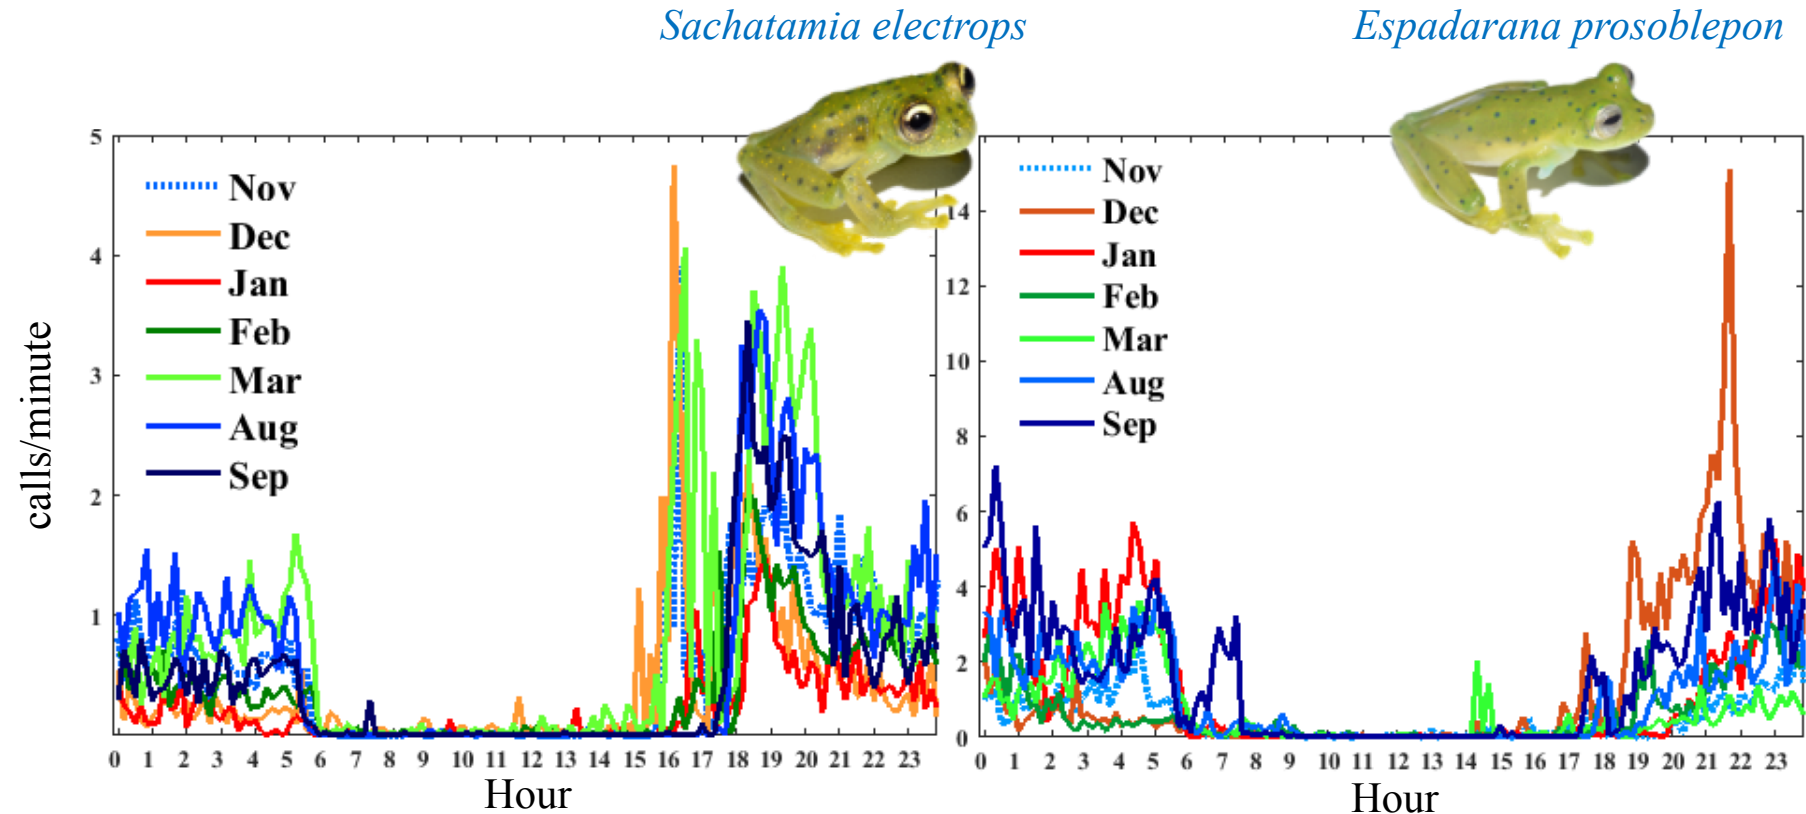 Sachatamia electrops
Espadarana prosoblepon
calls/minute
5
4
3
2
1
Nov
Dec
Jan
Feb
Mar
Aug
Sep
0 1 2 3 4 5 6 7 8 9 10 11 12 13 14 15 16 17 18 19 20 21 22 23
Hour
14
12
10
8
6
4
2
0
Nov
Dec
Jan
Feb
Mar
Aug
Sep
0 1 2 3 4 5 6 7 8 9 10 11 12 13 14 15 16 17 18 19 20 21 22 23
Hour